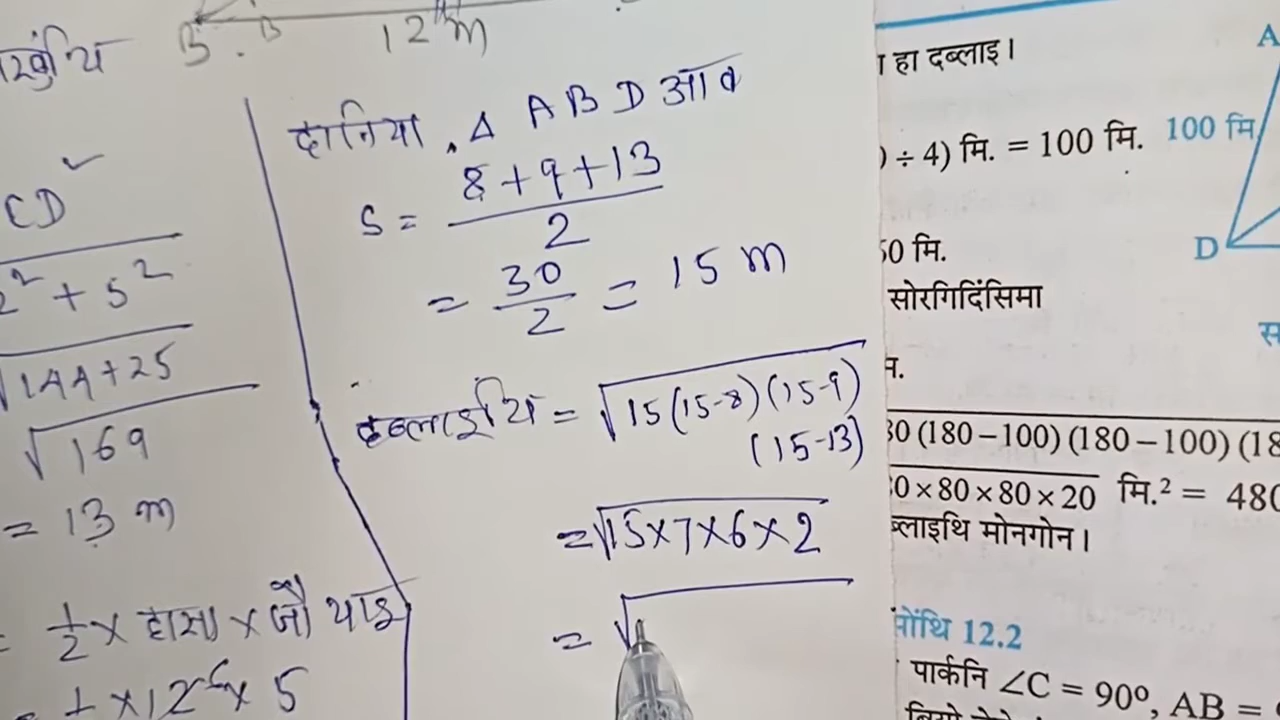 B . B 12 m
CD
2² + 5²
√144+25
√169
= 13 m
1/2 × हासा × जौ थाइ
1/2 × 12 6 × 5
दानिया . Δ ABD आव
S = 8+9+13 / 2
= 30/2 = 15 m
दब्लाइथि = √15(15-8)(15-9)
(15-13)
= √15×7×6×2
= √
हा दब्लाइ।
A
) ÷ 4) मि. = 100 मि. 100 मि
D
50 मि.
सोरगिदिंसिमा
30 (180 – 100) (180 – 100) (18
0 × 80 × 80 × 20 मि.² = 480
ब्लाइथि मोनगोन।
सोंथि 12.2
पार्कनि ∠C = 90º, AB =